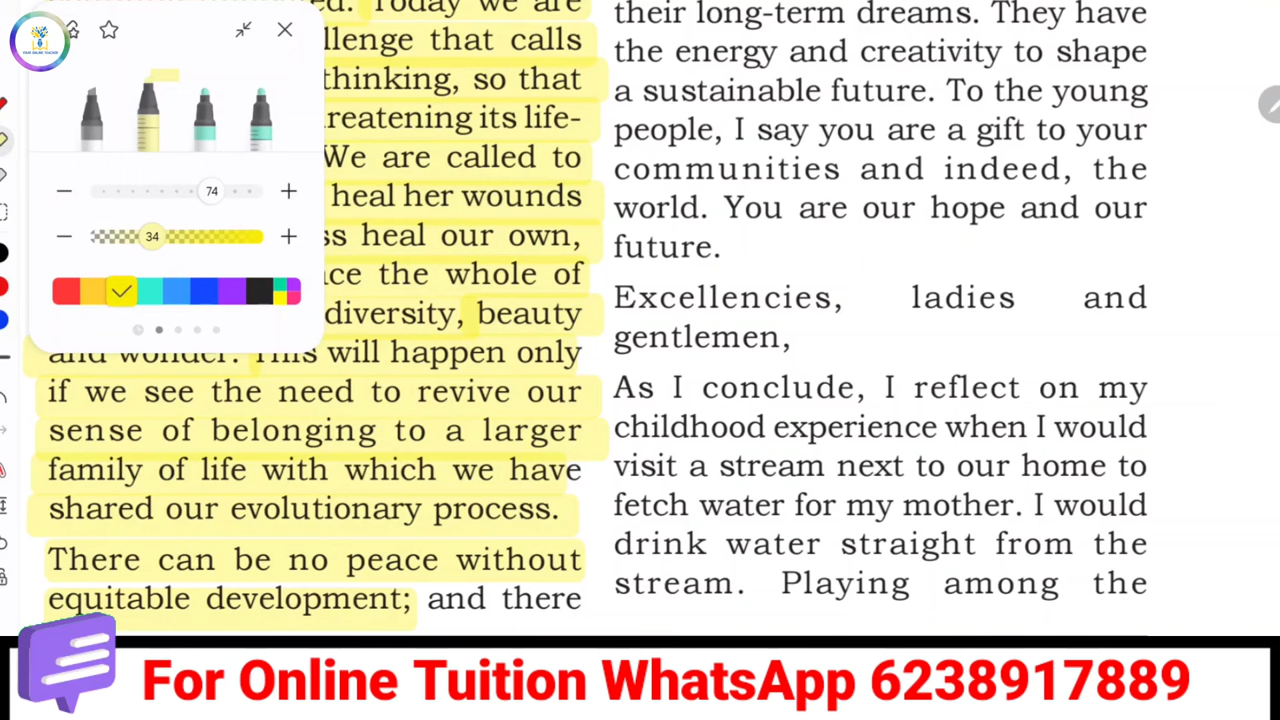 Today we are
llenge that calls
thinking, so that
reatening its life-
We are called to
heal her wounds
ss heal our own,
ce the whole of
diversity, beauty
and wonder. This will happen only
if we see the need to revive our
sense of belonging to a larger
family of life with which we have
shared our evolutionary process.
There can be no peace without
equitable development; and there
their long-term dreams. They have
the energy and creativity to shape
a sustainable future. To the young
people, I say you are a gift to your
communities and indeed, the
world. You are our hope and our
future.
Excellencies, ladies and
gentlemen,
As I conclude, I reflect on my
childhood experience when I would
visit a stream next to our home to
fetch water for my mother. I would
drink water straight from the
stream. Playing among the
74
34
For Online Tuition WhatsApp 6238917889